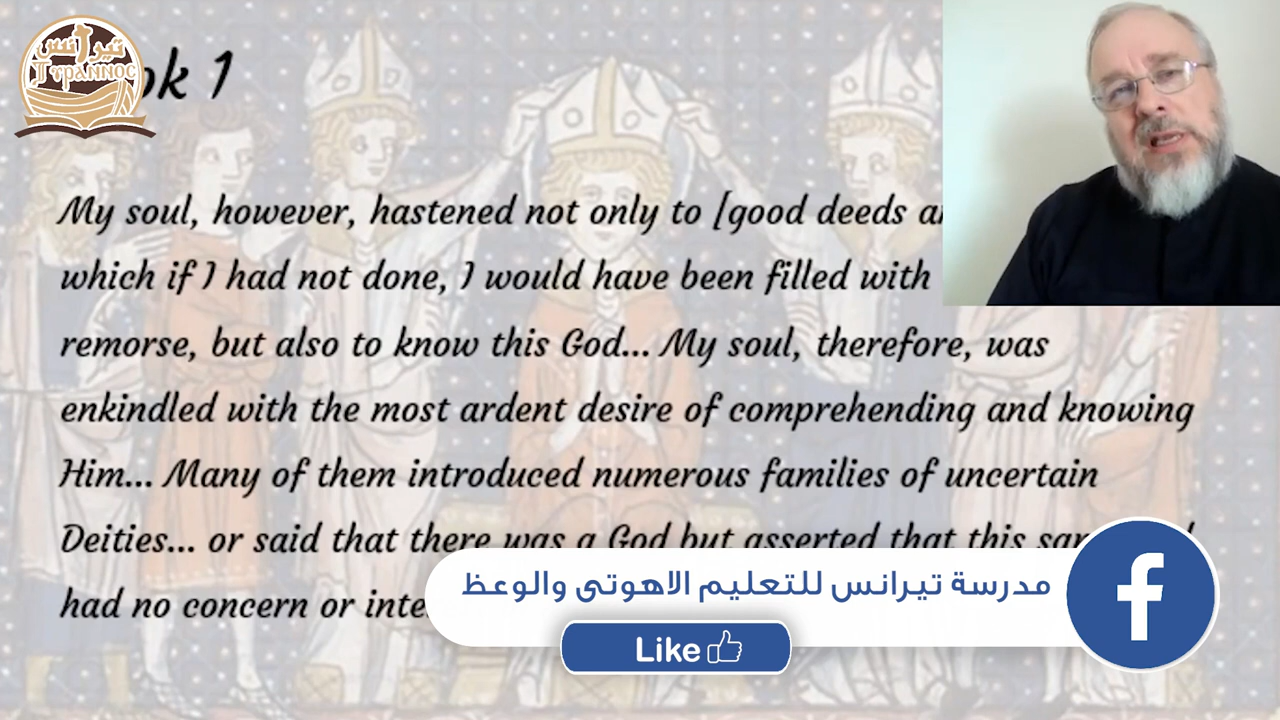 تيرانس
Τυραννος
ok 1
My soul, however, hastened not only to [good deeds
which if I had not done, I would have been filled with
remorse, but also to know this God... My soul, therefore, was
enkindled with the most ardent desire of comprehending and knowing
Him... Many of them introduced numerous families of uncertain
Deities... or said that there was a God but asserted that this
had no concern or
مدرسة تيرانس للتعليم الاهوتى والوعظ
Like